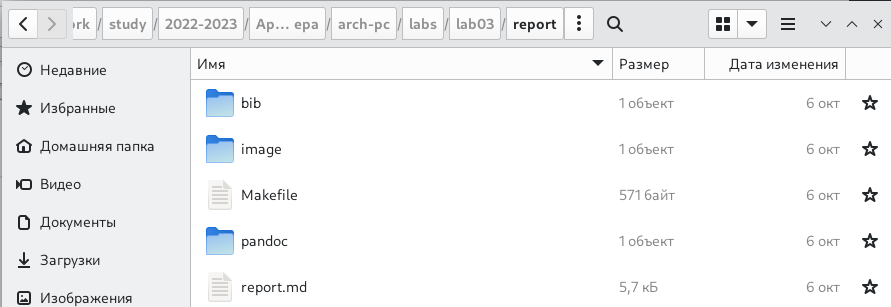 ork / study / 2022-2023 / Ар… ера / arch-pc / labs / lab03 / report
Недавние
Избранные
Домашняя папка
Видео
Документы
Загрузки
Изображения
Имя Размер Дата изменения
bib 1 объект 6 окт
image 1 объект 6 окт
Makefile 571 байт 6 окт
pandoc 1 объект 6 окт
report.md 5,7 кБ 6 окт